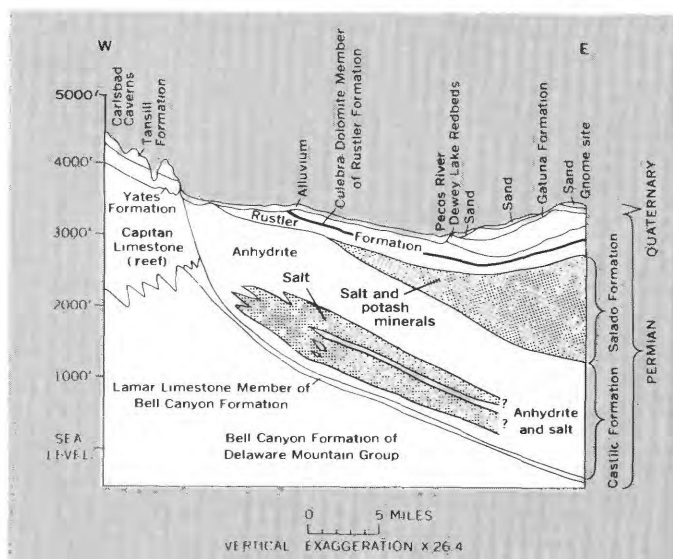 W
E
Carlsbad
Caverns
Tansill
Formation
Alluvium
Culebra Dolomite Member
of Rustler Formation
Pecos River
Dewey Lake Redbeds
Sand
Sand
Gatuna Formation
Sand
Gnome site
5000'
4000'
3000'
2000'
1000'
SEA
LEVEL
Yates
Formation
Capitan
Limestone
(reef)
Rustler
Formation
Anhydrite
Salt
Salt and
potash
minerals
?
?
Anhydrite
and salt
Lamar Limestone Member of
Bell Canyon Formation
Bell Canyon Formation of
Delaware Mountain Group
Salado Formation
Castile Formation
QUATERNARY
PERMIAN
0 5 MILES
VERTICAL EXAGGERATION X 26.4